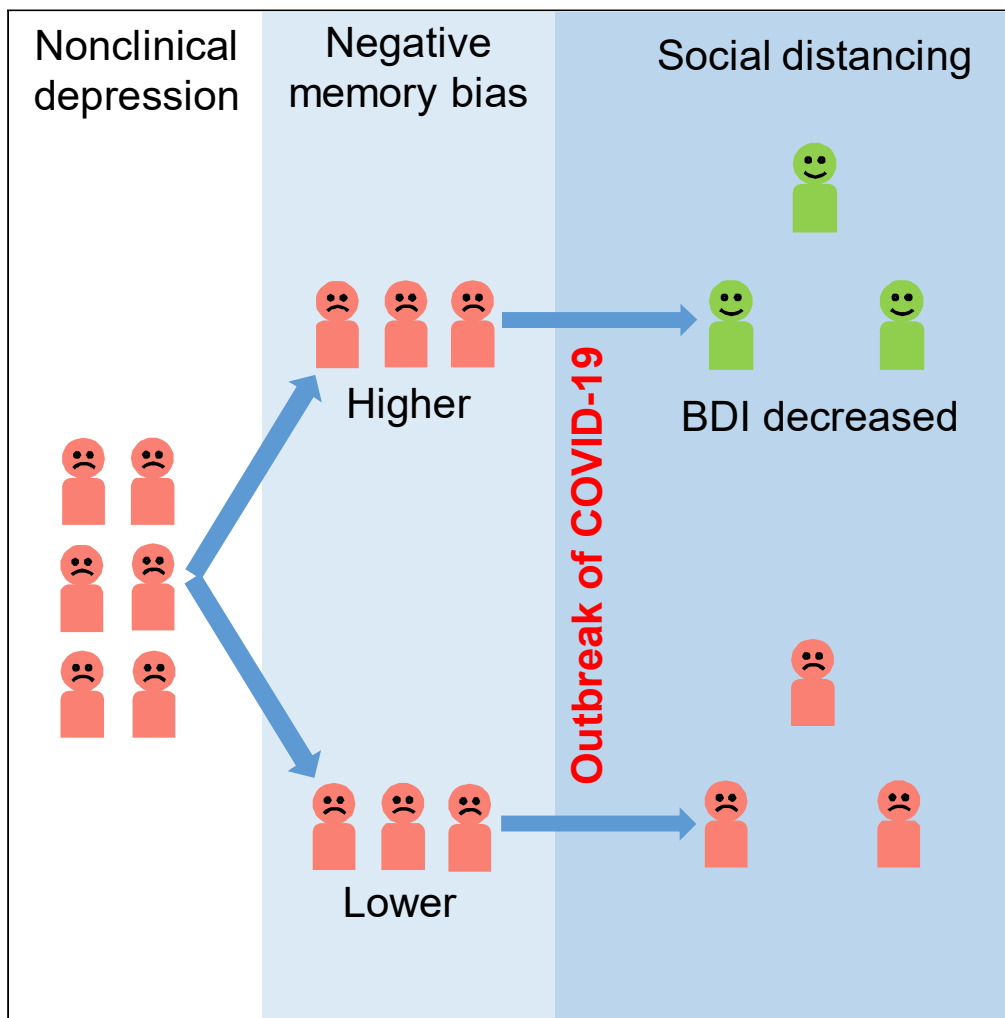 Nonclinical
depression
Negative
memory bias
Social distancing
Higher
BDI decreased
Outbreak of COVID-19
Lower